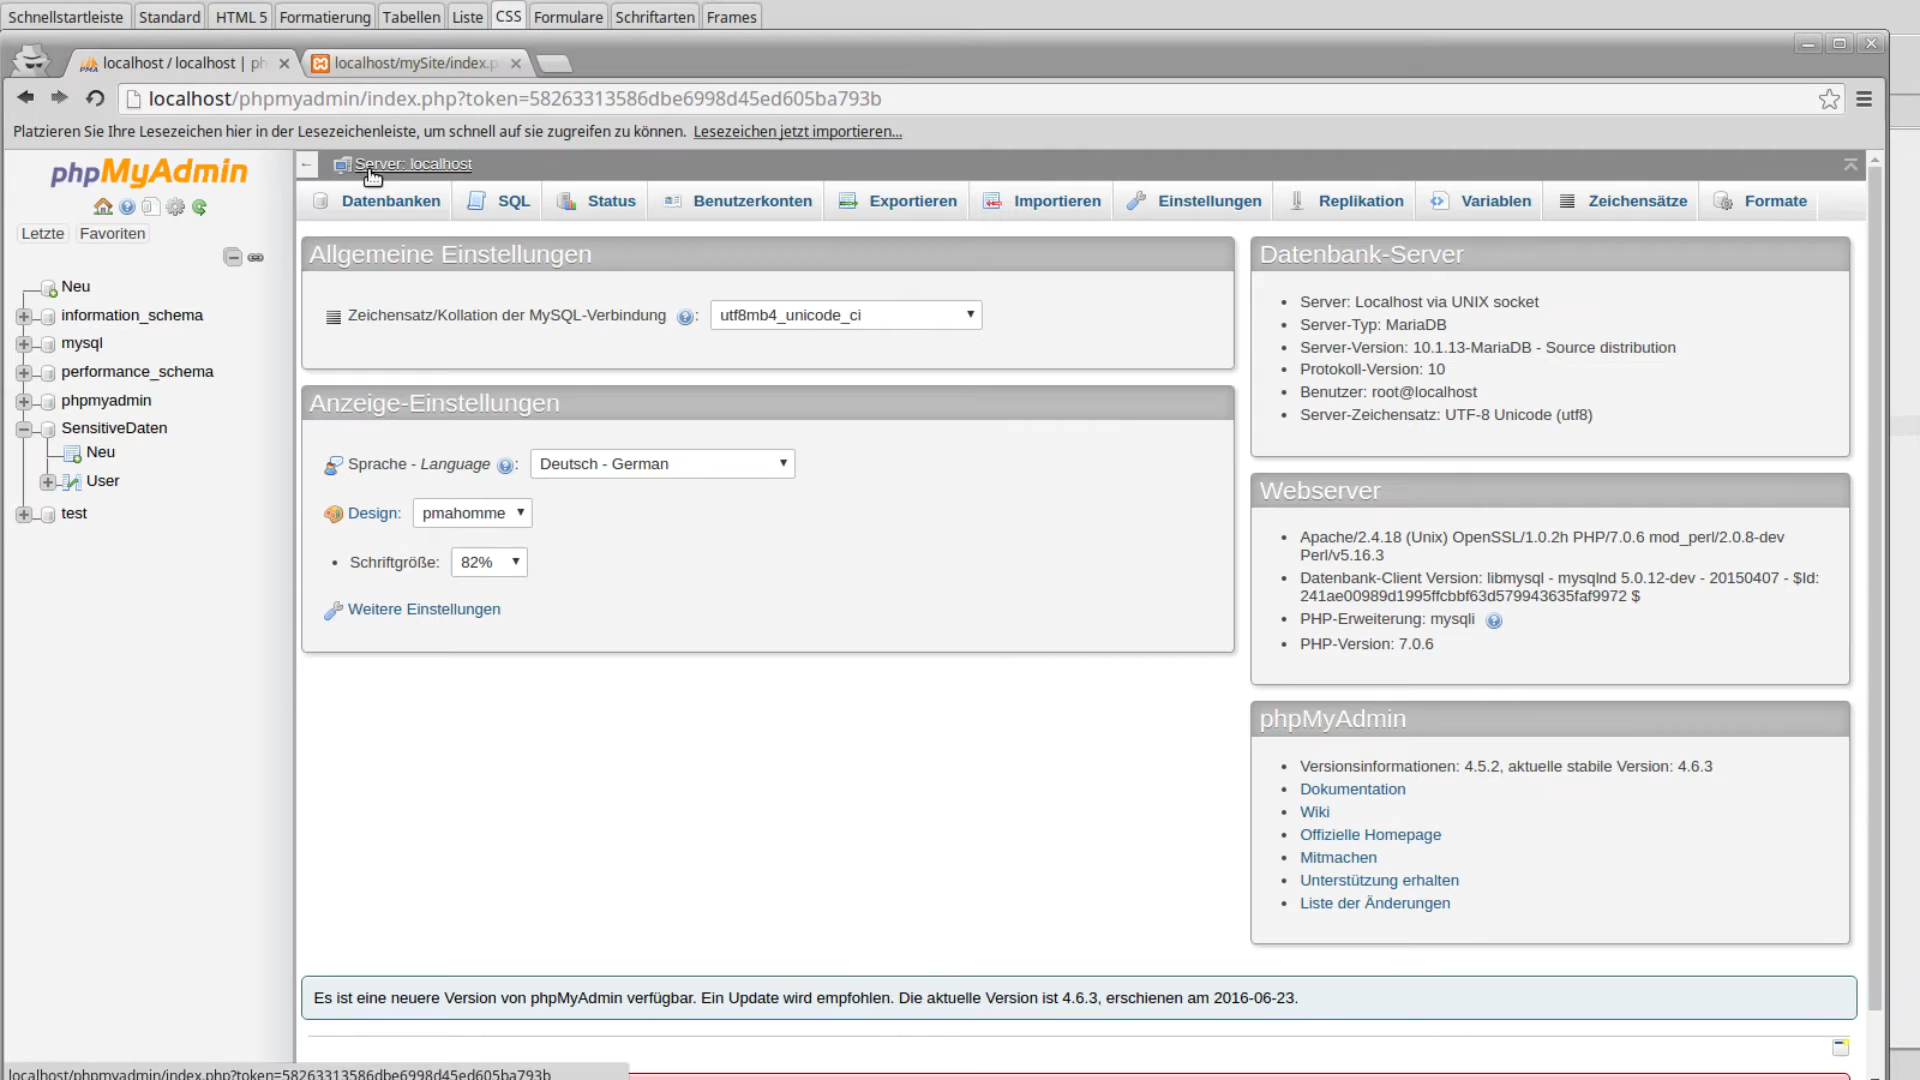 Schnellstartleiste Standard HTML 5 Formatierung Tabellen Liste CSS Formulare Schriftarten Frames
localhost / localhost | ph
localhost/mySite/index.p
localhost/phpmyadmin/index.php?token=58263313586dbe6998d45ed605ba793b
Platzieren Sie Ihre Lesezeichen hier in der Lesezeichenleiste, um schnell auf sie zugreifen zu können. Lesezeichen jetzt importieren...
phpMyAdmin
Letzte Favoriten
Neu
information_schema
mysql
performance_schema
phpmyadmin
SensitiveDaten
Neu
User
test
Server: localhost
Datenbanken SQL Status Benutzerkonten Exportieren Importieren Einstellungen Replikation Variablen Zeichensätze Formate
Allgemeine Einstellungen
Zeichensatz/Kollation der MySQL-Verbindung : utf8mb4_unicode_ci
Anzeige-Einstellungen
Sprache - Language : Deutsch - German
Design: pmahomme
• Schriftgröße: 82%
Weitere Einstellungen
Datenbank-Server
• Server: Localhost via UNIX socket
• Server-Typ: MariaDB
• Server-Version: 10.1.13-MariaDB - Source distribution
• Protokoll-Version: 10
• Benutzer: root@localhost
• Server-Zeichensatz: UTF-8 Unicode (utf8)
Webserver
• Apache/2.4.18 (Unix) OpenSSL/1.0.2h PHP/7.0.6 mod_perl/2.0.8-dev
Perl/v5.16.3
• Datenbank-Client Version: libmysql - mysqlnd 5.0.12-dev - 20150407 - $Id:
241ae00989d1995ffcbbf63d579943635faf9972 $
• PHP-Erweiterung: mysqli
• PHP-Version: 7.0.6
phpMyAdmin
• Versionsinformationen: 4.5.2, aktuelle stabile Version: 4.6.3
• Dokumentation
• Wiki
• Offizielle Homepage
• Mitmachen
• Unterstützung erhalten
• Liste der Änderungen
Es ist eine neuere Version von phpMyAdmin verfügbar. Ein Update wird empfohlen. Die aktuelle Version ist 4.6.3, erschienen am 2016-06-23.
localhost/phpmyadmin/index.php?token=58263313586dbe6998d45ed605ba793b